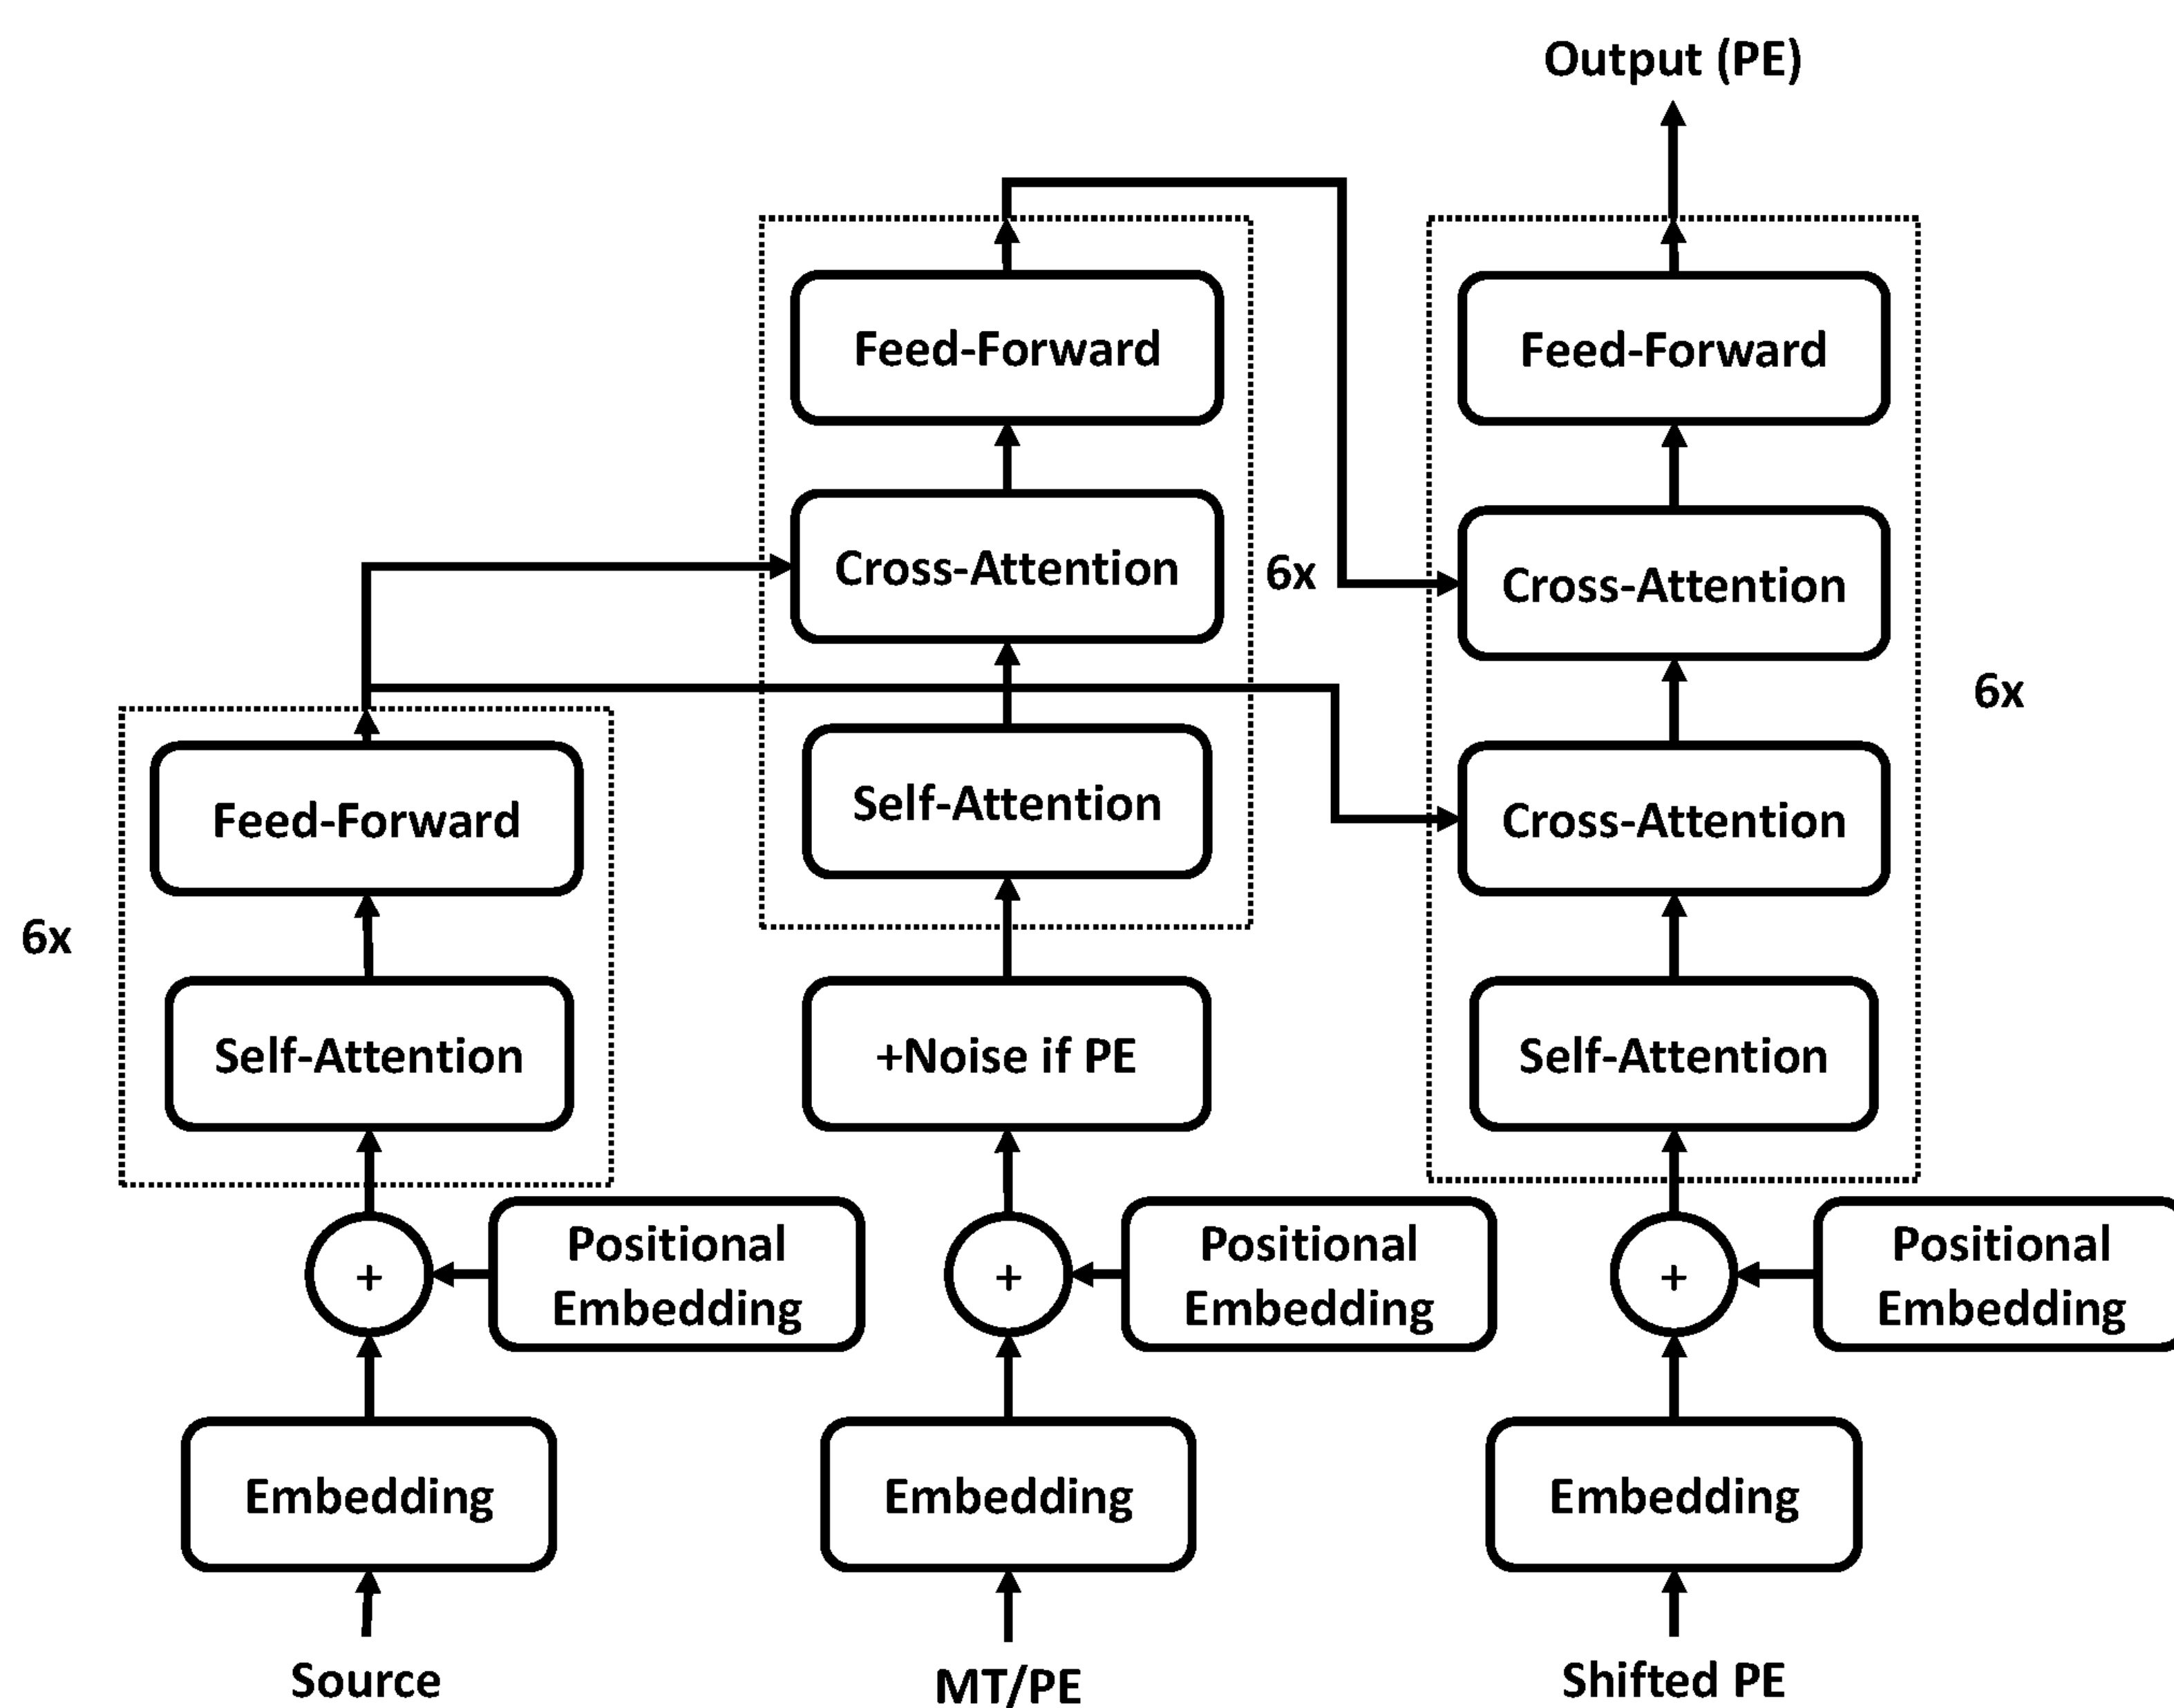 Output (PE)
Feed-Forward
Feed-Forward
Cross-Attention
6x
Cross-Attention
6x
Feed-Forward
Self-Attention
Cross-Attention
6x
Self-Attention
+Noise if PE
Self-Attention
+
Positional
Embedding
+
Positional
Embedding
+
Positional
Embedding
Embedding
Embedding
Embedding
Source
MT/PE
Shifted PE